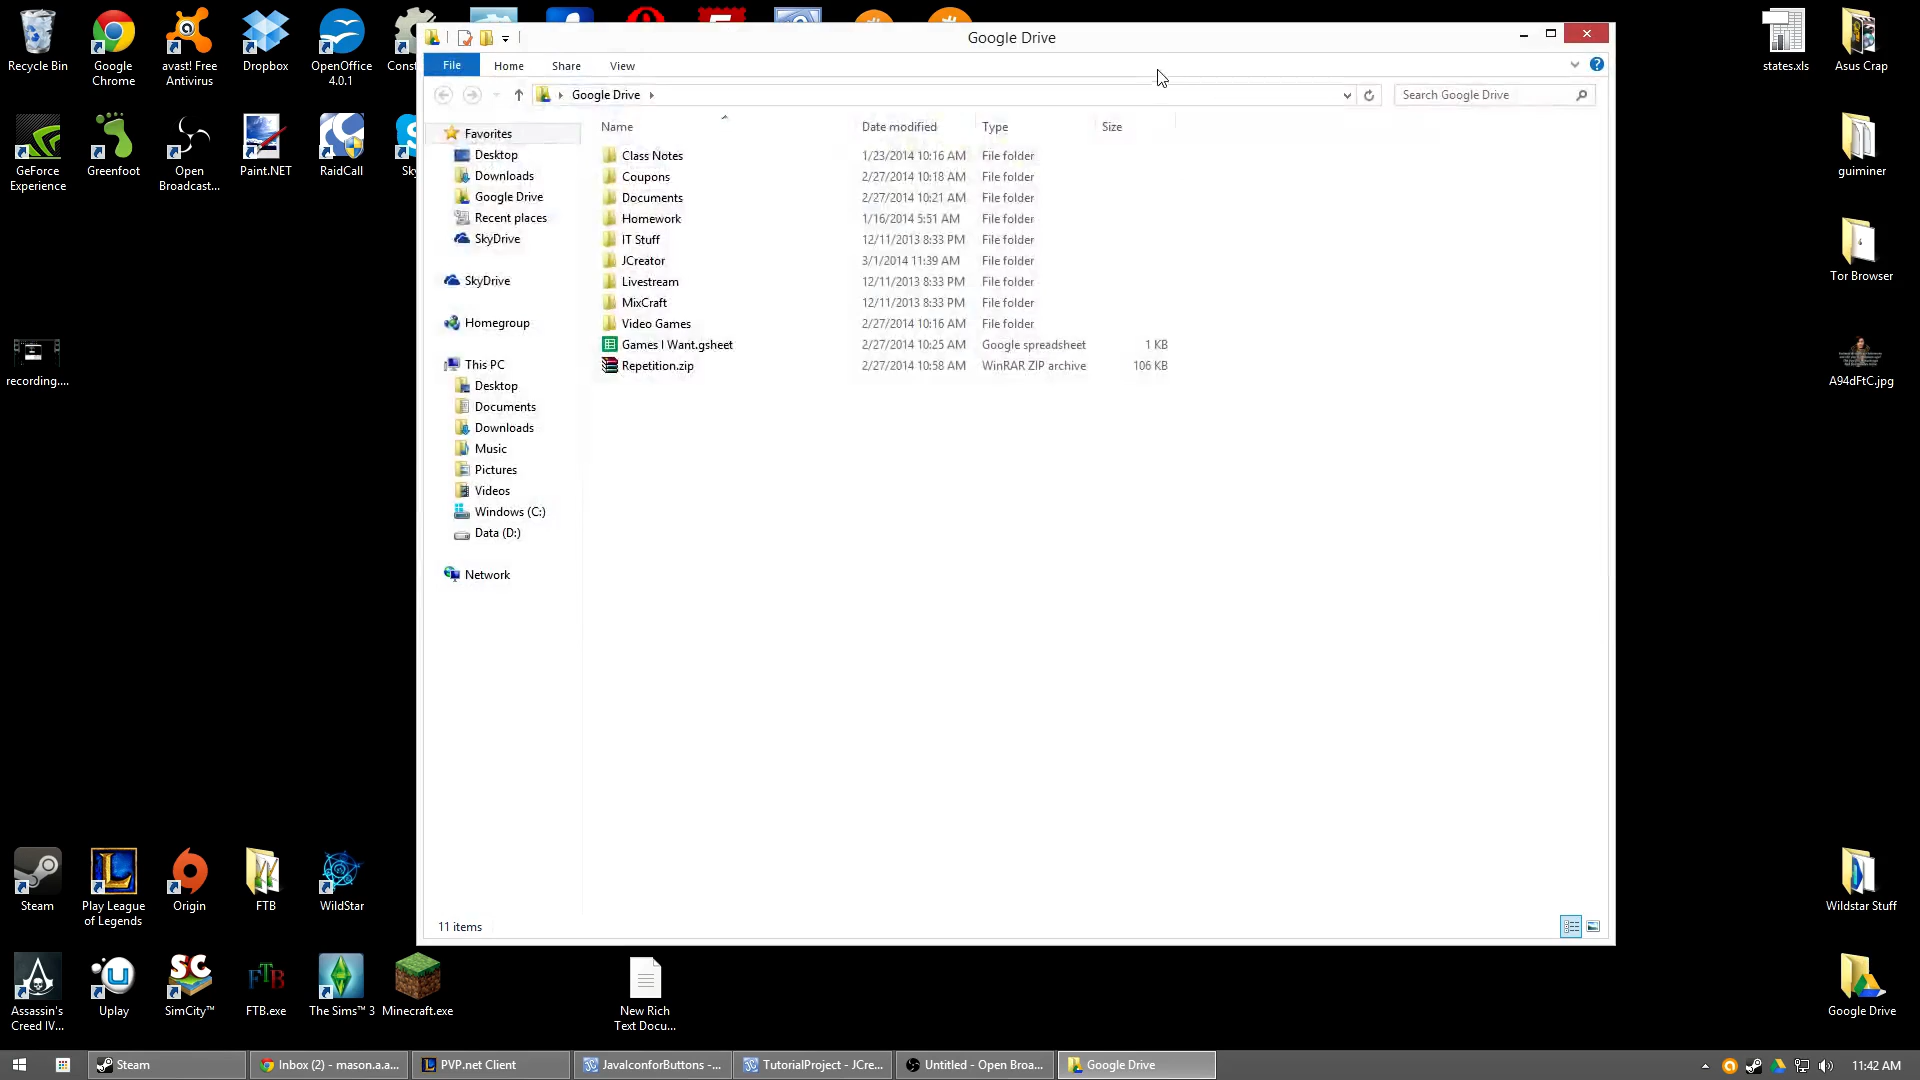 Recycle Bin
Google Chrome
avast! Free Antivirus
Dropbox
OpenOffice 4.0.1
Const
GeForce Experience
Greenfoot
Open Broadcast...
Paint.NET
RaidCall
Sky
recording....
Google Drive
File
Home
Share
View
Google Drive
Search Google Drive
Favorites
Desktop
Downloads
Google Drive
Recent places
SkyDrive
SkyDrive
Homegroup
This PC
Desktop
Documents
Downloads
Music
Pictures
Videos
Windows (C:)
Data (D:)
Network
Name Date modified Type Size
Class Notes 1/23/2014 10:16 AM File folder
Coupons 2/27/2014 10:18 AM File folder
Documents 2/27/2014 10:21 AM File folder
Homework 1/16/2014 5:51 AM File folder
IT Stuff 12/11/2013 8:33 PM File folder
JCreator 3/1/2014 11:39 AM File folder
Livestream 12/11/2013 8:33 PM File folder
MixCraft 12/11/2013 8:33 PM File folder
Video Games 2/27/2014 10:16 AM File folder
Games I Want.gsheet 2/27/2014 10:25 AM Google spreadsheet 1 KB
Repetition.zip 2/27/2014 10:58 AM WinRAR ZIP archive 106 KB
11 items
states.xls
Asus Crap
guiminer
Tor Browser
A94dFtC.jpg
Wildstar Stuff
Google Drive
Steam
Play League of Legends
Origin
FTB
WildStar
Assassin's Creed IV...
Uplay
SimCity™
FTB.exe
The Sims™ 3
Minecraft.exe
New Rich Text Docu...
Steam
Inbox (2) - mason.a.a...
PVP.net Client
JavaIconforButtons -...
TutorialProject - JCre...
Untitled - Open Broa...
Google Drive
11:42 AM